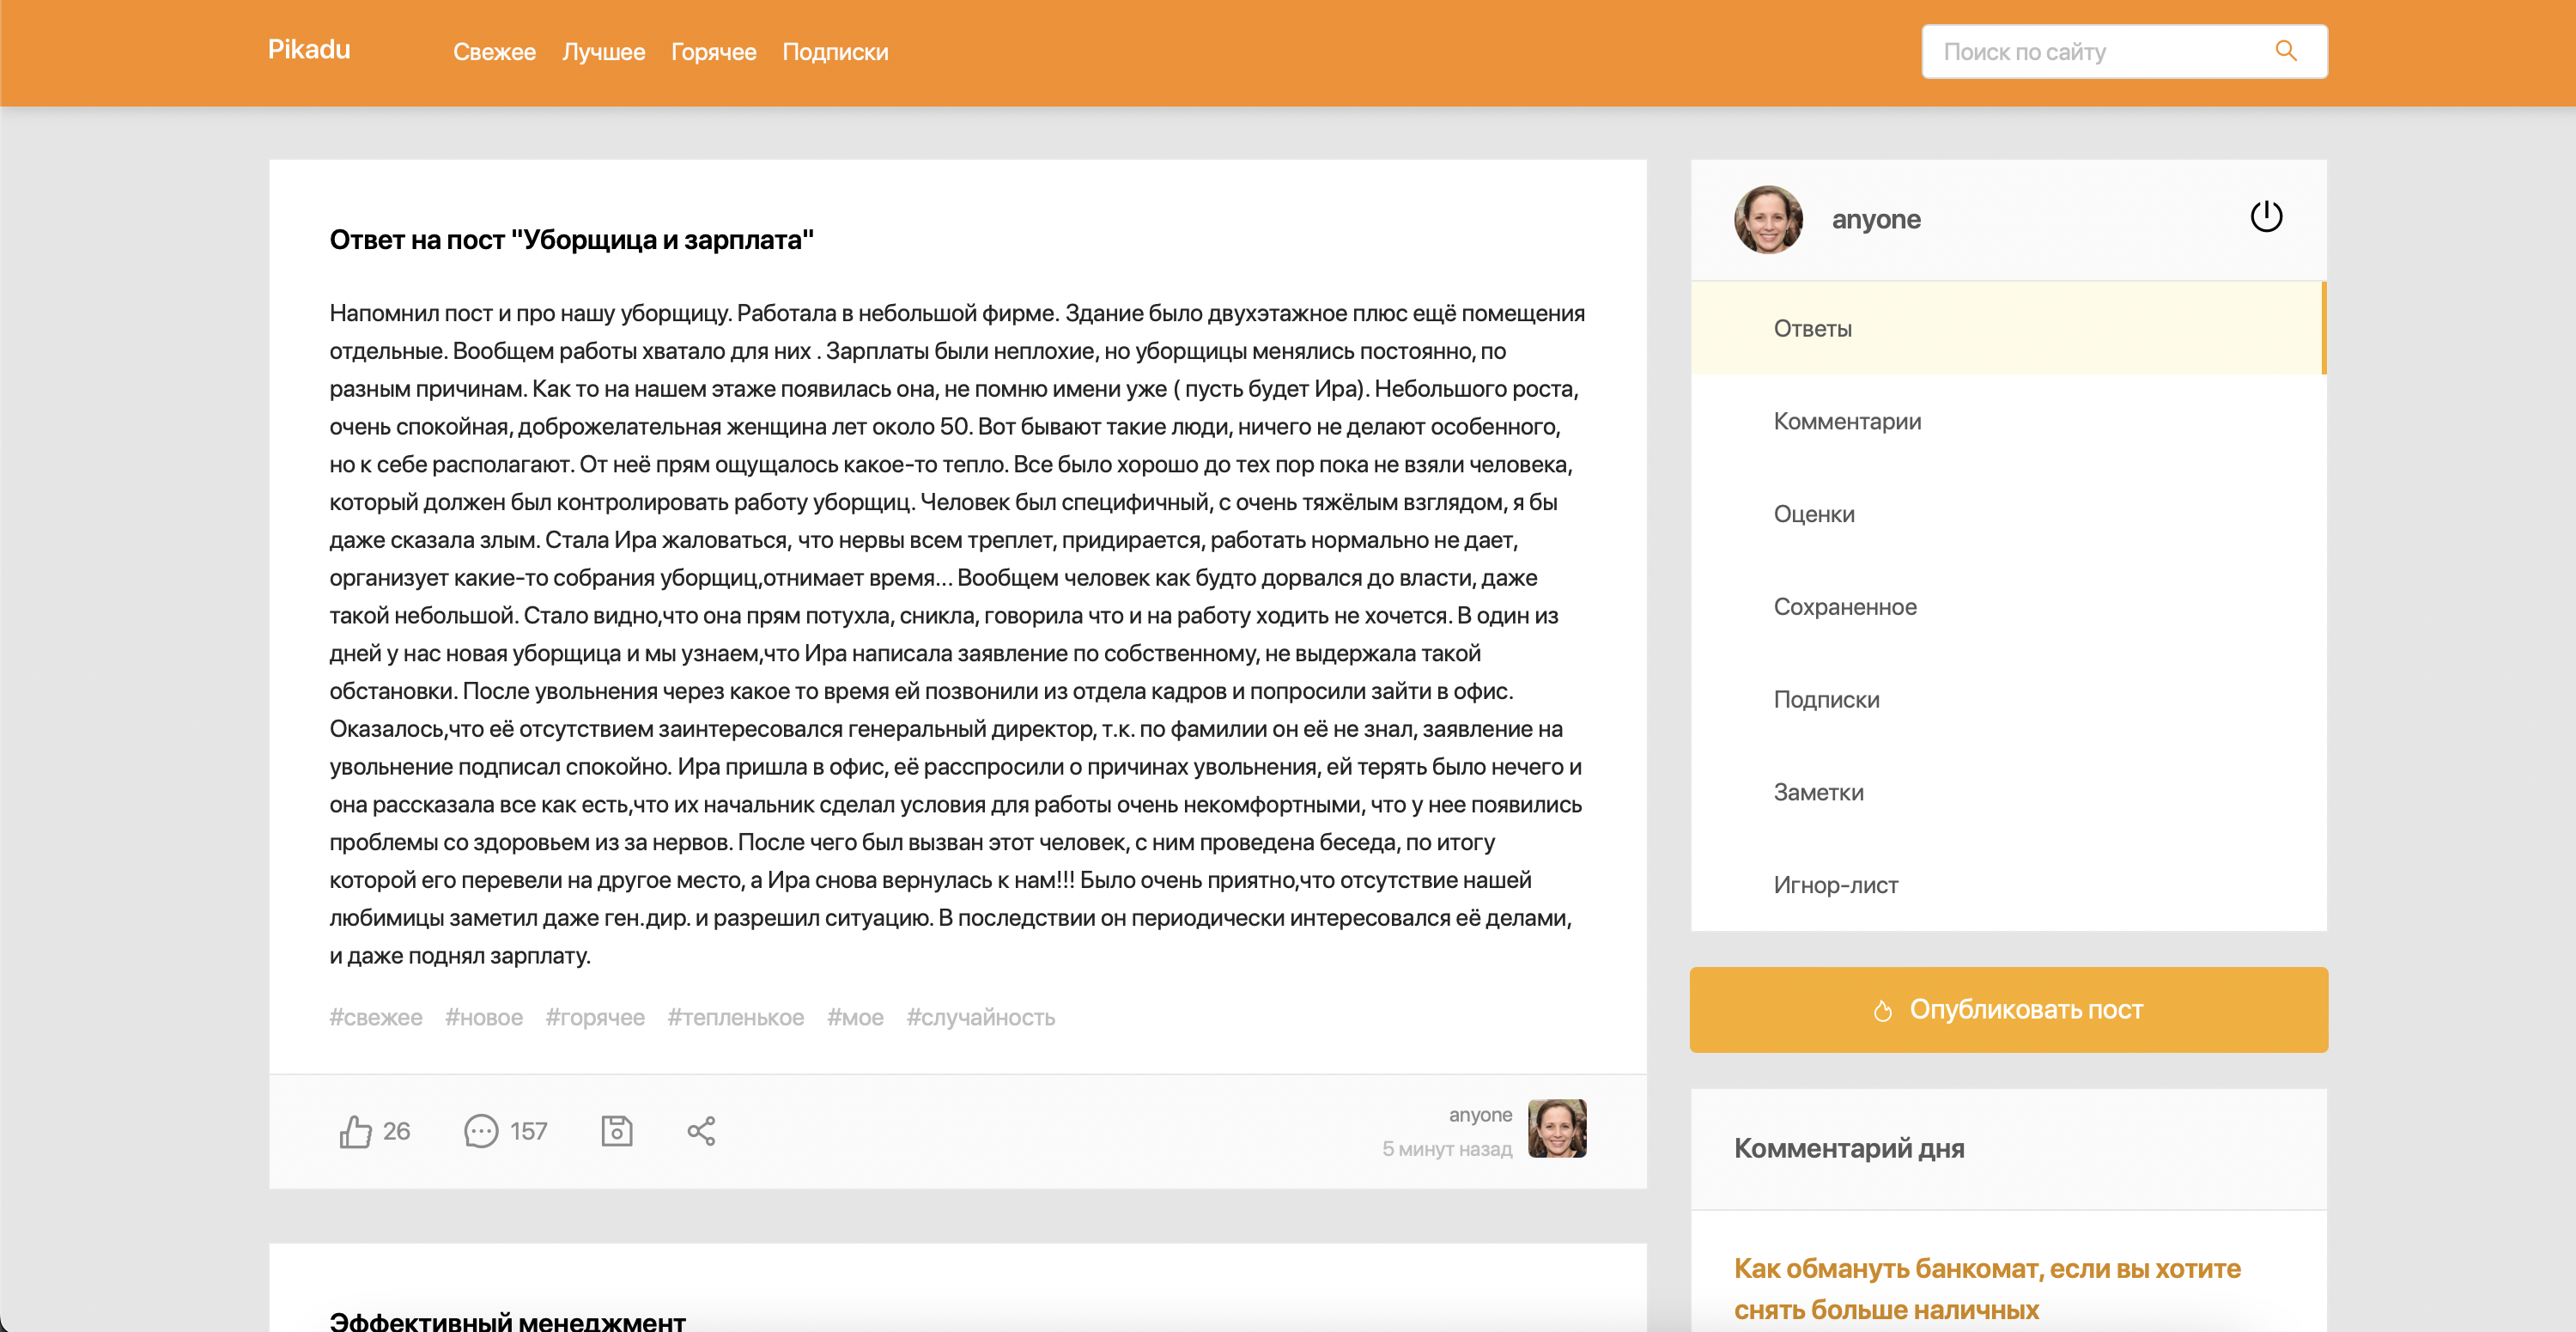 Pikadu
Свежее Лучшее Горячее Подписки
Поиск по сайту
Ответ на пост "Уборщица и зарплата"
Напомнил пост и про нашу уборщицу. Работала в небольшой фирме. Здание было двухэтажное плюс ещё помещения
отдельные. Вообщем работы хватало для них . Зарплаты были неплохие, но уборщицы менялись постоянно, по
разным причинам. Как то на нашем этаже появилась она, не помню имени уже ( пусть будет Ира). Небольшого роста,
очень спокойная, доброжелательная женщина лет около 50. Вот бывают такие люди, ничего не делают особенного,
но к себе располагают. От неё прям ощущалось какое-то тепло. Все было хорошо до тех пор пока не взяли человека,
который должен был контролировать работу уборщиц. Человек был специфичный, с очень тяжёлым взглядом, я бы
даже сказала злым. Стала Ира жаловаться, что нервы всем треплет, придирается, работать нормально не дает,
организует какие-то собрания уборщиц,отнимает время... Вообщем человек как будто дорвался до власти, даже
такой небольшой. Стало видно,что она прям потухла, сникла, говорила что и на работу ходить не хочется. В один из
дней у нас новая уборщица и мы узнаем,что Ира написала заявление по собственному, не выдержала такой
обстановки. После увольнения через какое то время ей позвонили из отдела кадров и попросили зайти в офис.
Оказалось,что её отсутствием заинтересовался генеральный директор, т.к. по фамилии он её не знал, заявление на
увольнение подписал спокойно. Ира пришла в офис, её расспросили о причинах увольнения, ей терять было нечего и
она рассказала все как есть,что их начальник сделал условия для работы очень некомфортными, что у нее появились
проблемы со здоровьем из за нервов. После чего был вызван этот человек, с ним проведена беседа, по итогу
которой его перевели на другое место, а Ира снова вернулась к нам!!! Было очень приятно,что отсутствие нашей
любимицы заметил даже ген.дир. и разрешил ситуацию. В последствии он периодически интересовался её делами,
и даже поднял зарплату.
#свежее #новое #горячее #тепленькое #мое #случайность
26 157
anyone
5 минут назад
Эффективный менеджмент
anyone
Ответы
Комментарии
Оценки
Сохраненное
Подписки
Заметки
Игнор-лист
Опубликовать пост
Комментарий дня
Как обмануть банкомат, если вы хотите
снять больше наличных